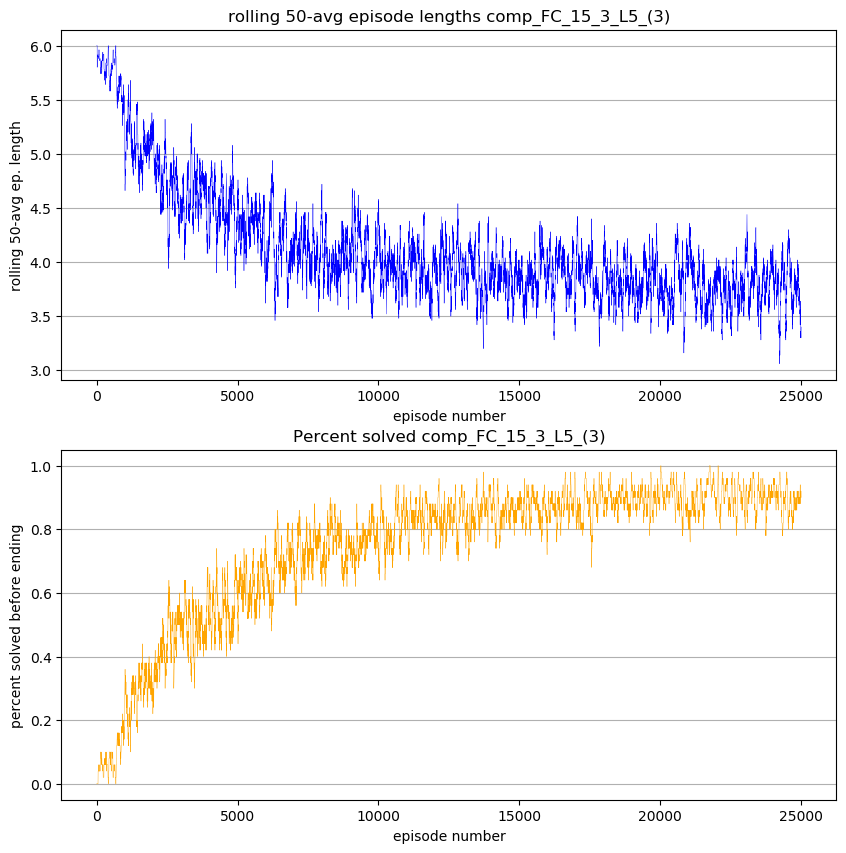 rolling 50-avg episode lengths comp_FC_15_3_L5_(3)
rolling 50-avg ep. length
6.0
5.5
5.0
4.5
4.0
3.5
3.0
0 5000 10000 15000 20000 25000
episode number
Percent solved comp_FC_15_3_L5_(3)
percent solved before ending
1.0
0.8
0.6
0.4
0.2
0.0
0 5000 10000 15000 20000 25000
episode number